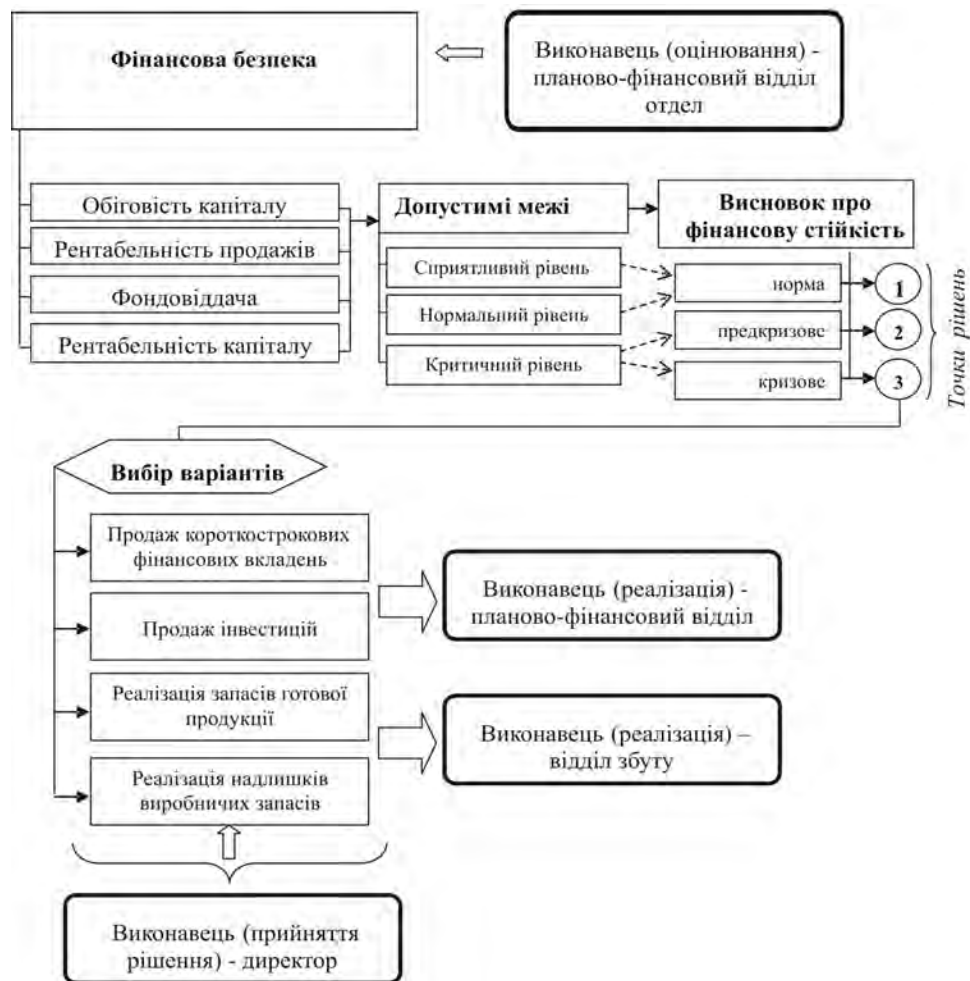 Фінансова безпека
Виконавець (оцінювання) -
планово-фінансовий відділ
отдел
Обіговість капіталу
Рентабельність продажів
Фондовіддача
Рентабельність капіталу
Допустимі межі
Сприятливий рівень
Нормальний рівень
Критичний рівень
Висновок про
фінансову стійкість
норма
предкризове
кризове
1
2
3
Точки рішень
Вибір варіантів
Продаж короткострокових
фінансових вкладень
Продаж інвестицій
Реалізація запасів готової
продукції
Реалізація надлишків
виробничих запасів
Виконавець (реалізація) -
планово-фінансовий відділ
Виконавець (реалізація) –
відділ збуту
Виконавець (прийняття
рішення) - директор